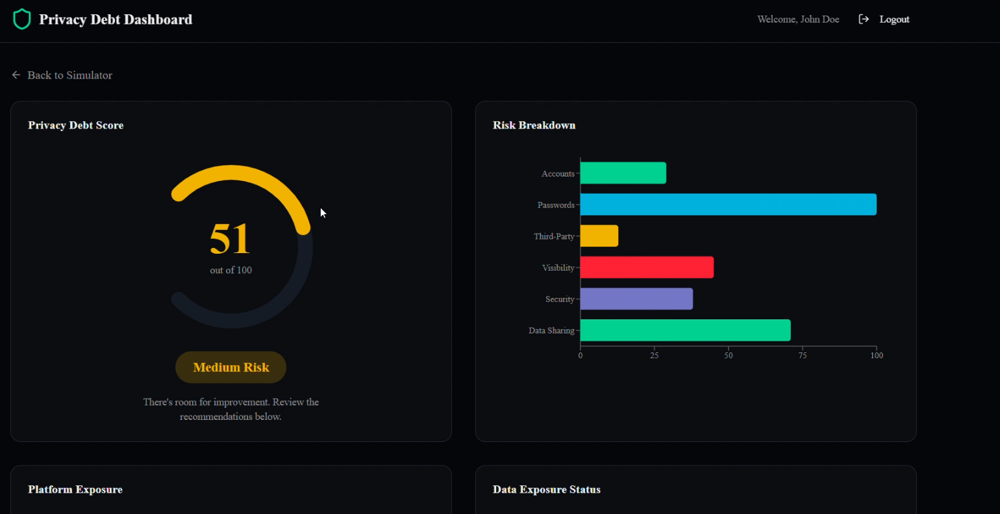 Privacy Debt Dashboard
Welcome, John Doe
Logout
Back to Simulator
Privacy Debt Score
51
out of 100
Medium Risk
There's room for improvement. Review the
recommendations below.
Risk Breakdown
Accounts
Passwords
Third-Party
Visibility
Security
Data Sharing
0 25 50 75 100
Platform Exposure
Data Exposure Status